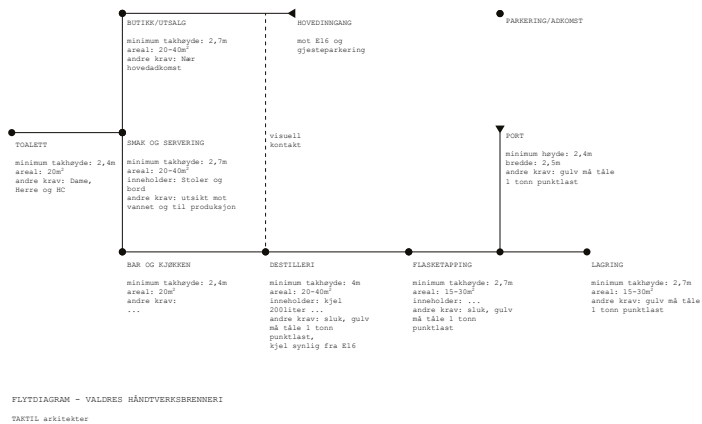 BUTIKK/UTSALG
minimum takhøyde: 2,7m
areal: 20-40m²
andre krav: Nær
hovedadkomst
HOVEDINNGANG
mot E16 og
gjesteparkering
PARKERING/ADKOMST
TOALETT
minimum takhøyde: 2,4m
areal: 20m²
andre krav: Dame,
Herre og HC
SMAK OG SERVERING
minimum takhøyde: 2,7m
areal: 20-40m²
inneholder: Stoler og
bord
andre krav: utsikt mot
vannet og til produksjon
visuell
kontakt
PORT
minimum høyde: 2,4m
bredde: 2,5m
andre krav: gulv må tåle
1 tonn punktlast
BAR OG KJØKKEN
minimum takhøyde: 2,4m
areal: 20m²
andre krav:
...
DESTILLERI
minimum takhøyde: 4m
areal: 20-40m²
inneholder: kjel
200liter ...
andre krav: sluk, gulv
må tåle 1 tonn
punktlast,
kjel synlig fra E16
FLASKETAPPING
minimum takhøyde: 2,7m
areal: 15-30m²
inneholder: ...
andre krav: sluk, gulv
må tåle 1 tonn
punktlast
LAGRING
minimum takhøyde: 2,7m
areal: 15-30m²
andre krav: gulv må tåle
1 tonn punktlast
FLYTDIAGRAM - VALDRES HÅNDTVERKSBRENNERI
TAKTIL arkitekter